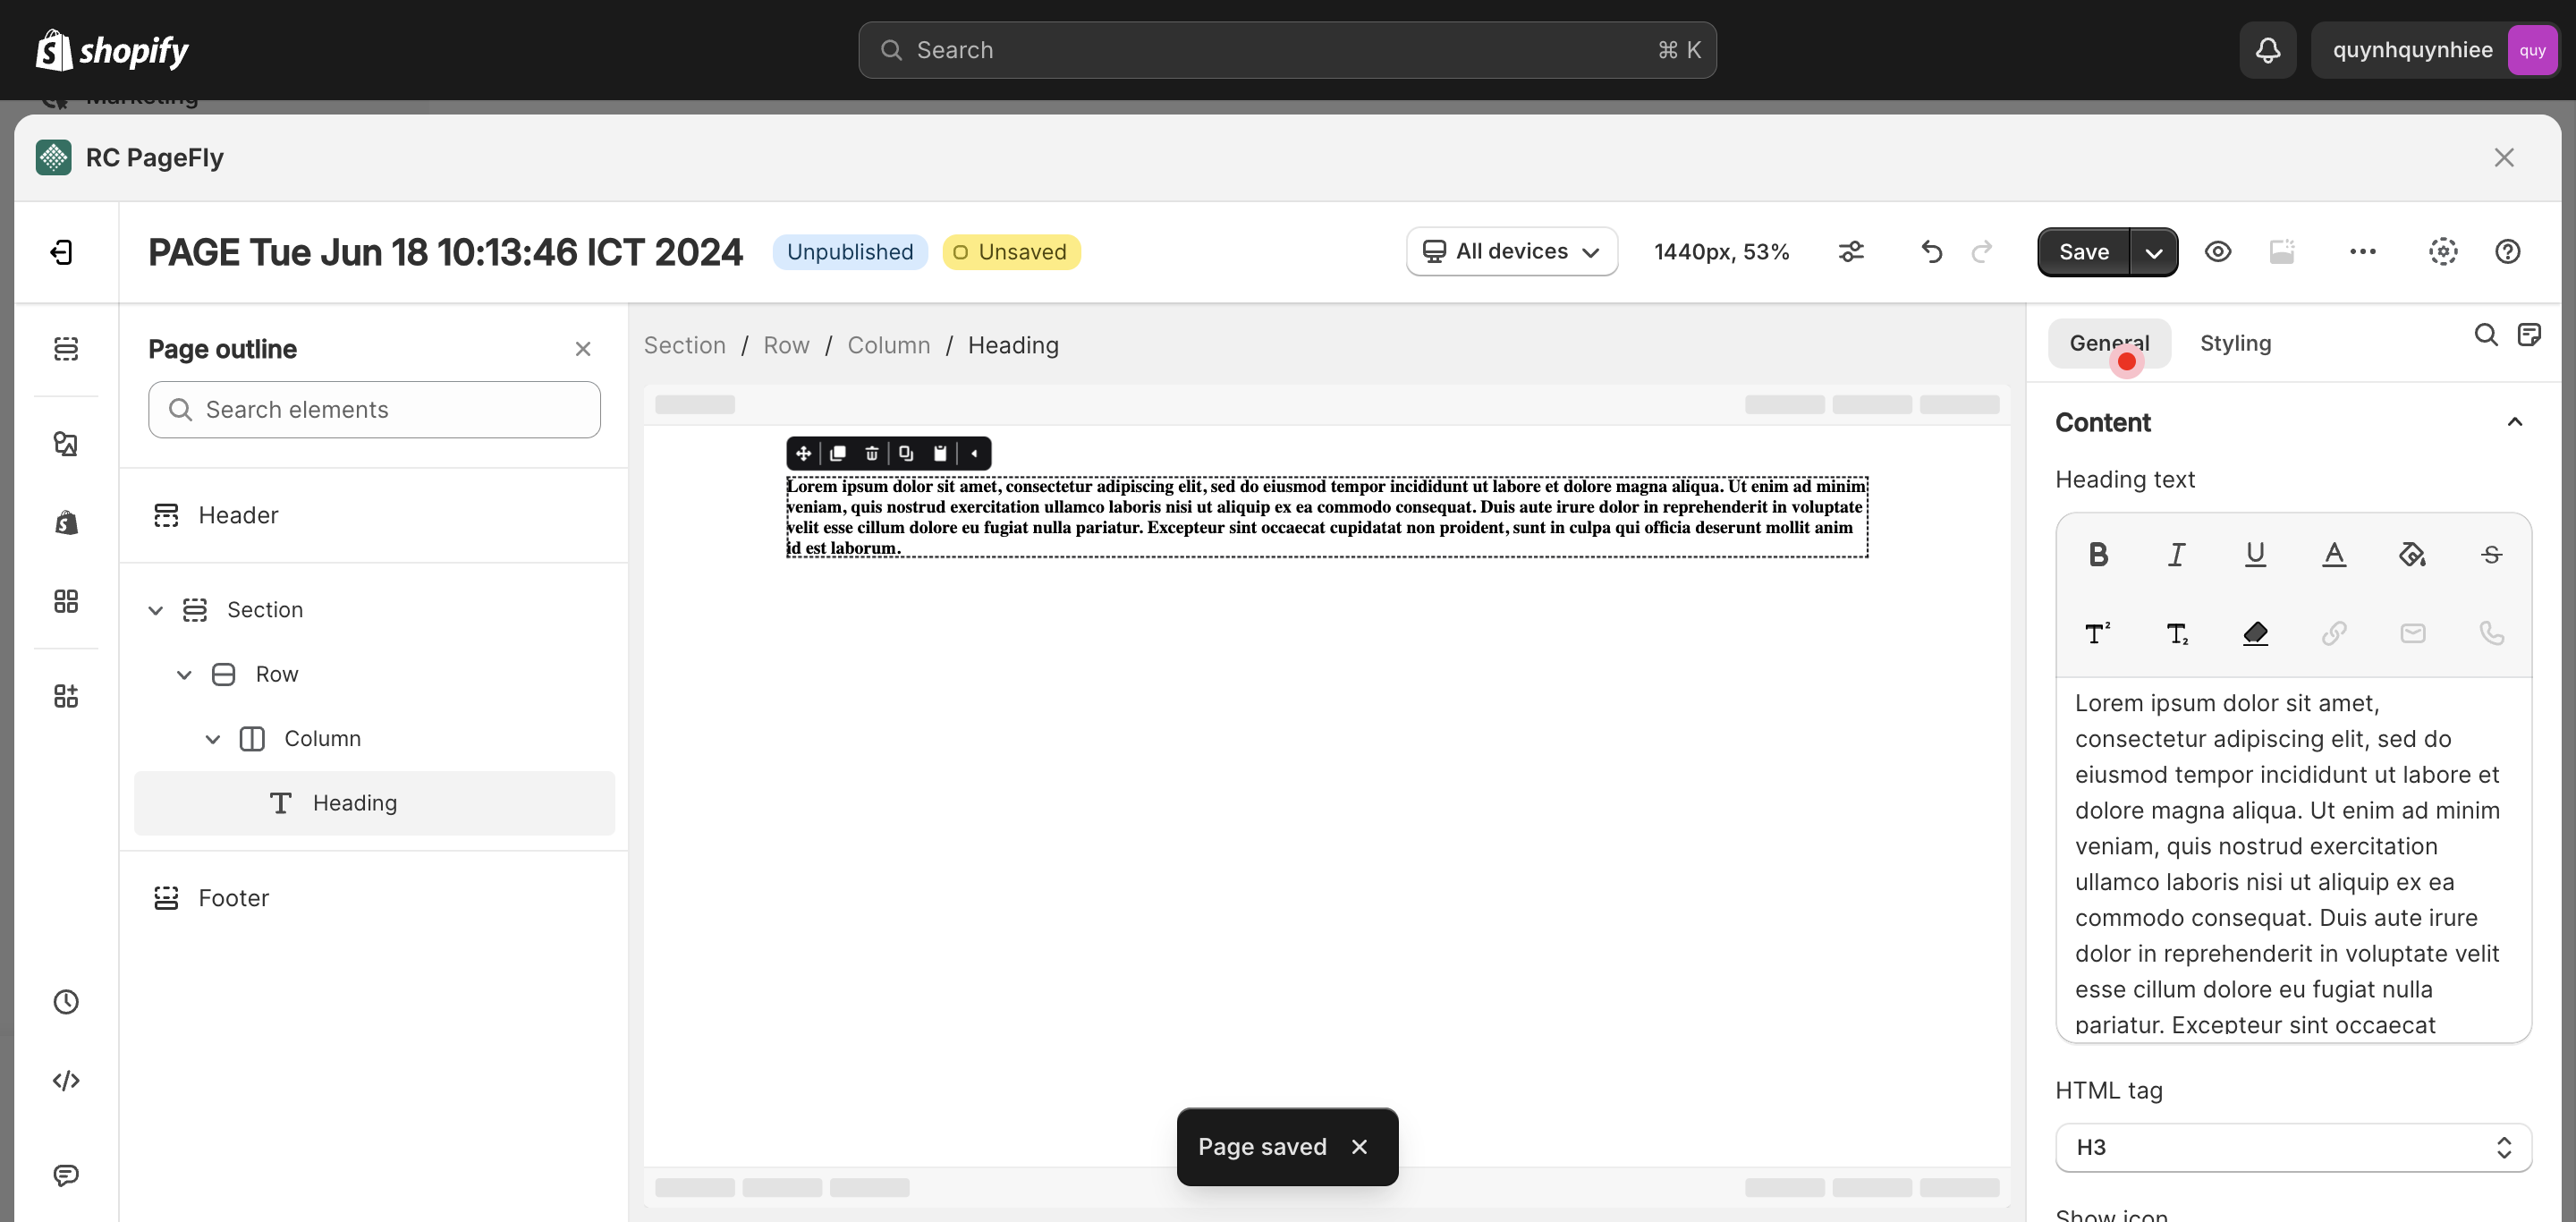 shopify
Search
⌘ K
quynhquynhiee
quy
Marketing
RC PageFly
PAGE Tue Jun 18 10:13:46 ICT 2024
Unpublished
Unsaved
All devices
1440px, 53%
Save
Page outline
Search elements
Header
Section
Row
Column
Heading
Footer
Section / Row / Column / Heading
Lorem ipsum dolor sit amet, consectetur adipiscing elit, sed do eiusmod tempor incididunt ut labore et dolore magna aliqua. Ut enim ad minim
veniam, quis nostrud exercitation ullamco laboris nisi ut aliquip ex ea commodo consequat. Duis aute irure dolor in reprehenderit in voluptate
velit esse cillum dolore eu fugiat nulla pariatur. Excepteur sint occaecat cupidatat non proident, sunt in culpa qui officia deserunt mollit anim
id est laborum.
Page saved
General
Styling
Content
Heading text
Lorem ipsum dolor sit amet,
consectetur adipiscing elit, sed do
eiusmod tempor incididunt ut labore et
dolore magna aliqua. Ut enim ad minim
veniam, quis nostrud exercitation
ullamco laboris nisi ut aliquip ex ea
commodo consequat. Duis aute irure
dolor in reprehenderit in voluptate velit
esse cillum dolore eu fugiat nulla
pariatur. Excepteur sint occaecat
HTML tag
H3
Show icon